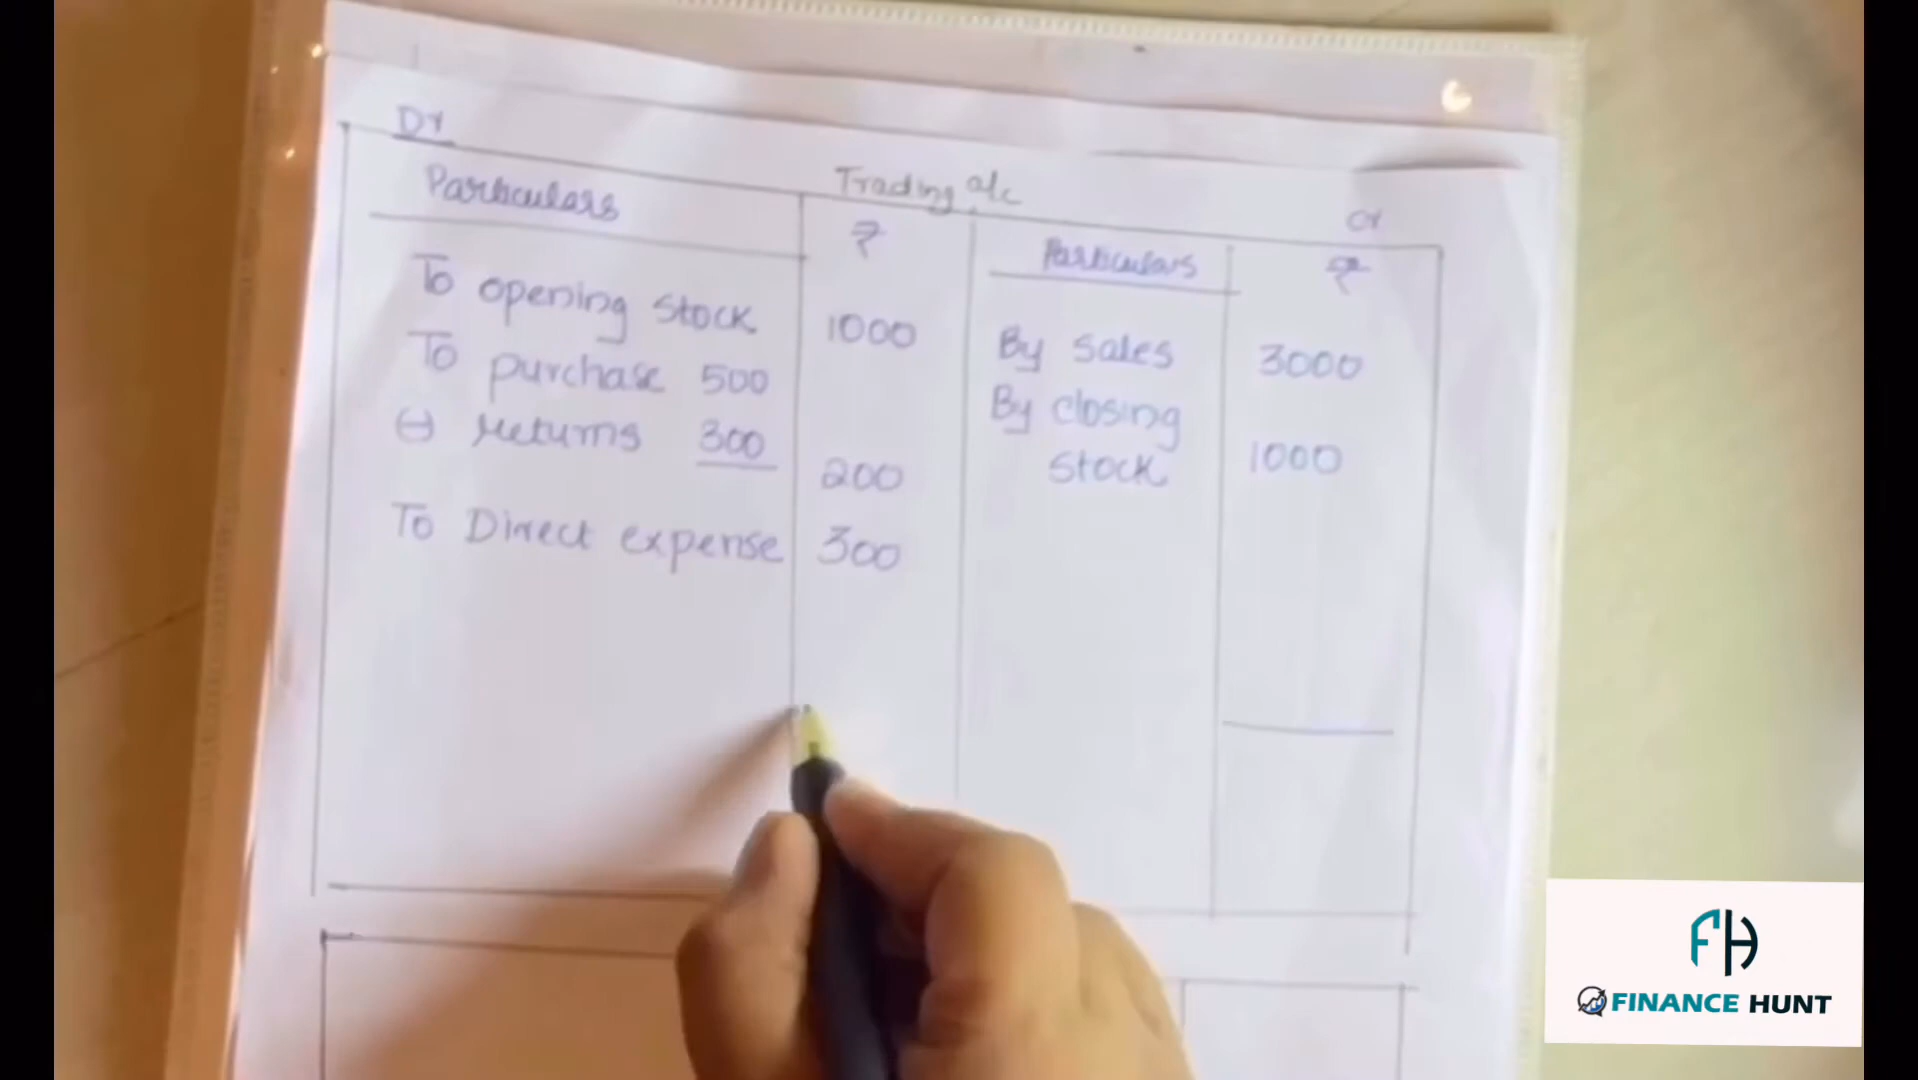 Dr
Trading a/c
Cr
Particulars ₹ Particulars ₹
To opening stock 1000 By sales 3000
To purchase 500 By closing
(-) returns 300 stock 1000
200
To Direct expense 300
FH
FINANCE HUNT